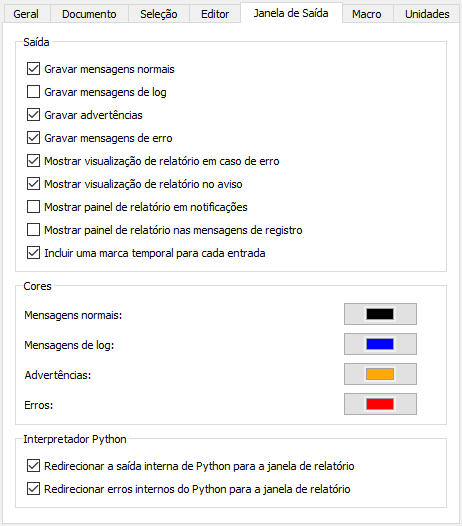 Geral Documento Seleção Editor Janela de Saída Macro Unidades
Saída
Gravar mensagens normais
Gravar mensagens de log
Gravar advertências
Gravar mensagens de erro
Mostrar visualização de relatório em caso de erro
Mostrar visualização de relatório no aviso
Mostrar painel de relatório em notificações
Mostrar painel de relatório nas mensagens de registro
Incluir uma marca temporal para cada entrada
Cores
Mensagens normais:
Mensagens de log:
Advertências:
Erros:
Interpretador Python
Redirecionar a saída interna de Python para a janela de relatório
Redirecionar erros internos do Python para a janela de relatório